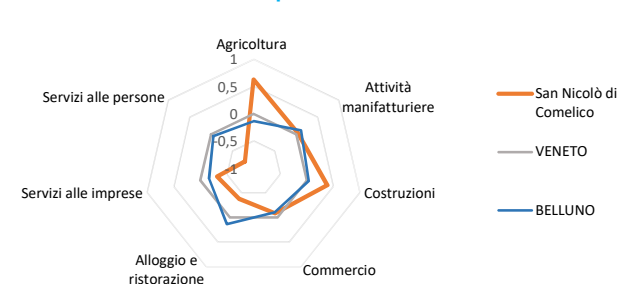 Agricoltura
Attività
manifatturiere
Costruzioni
Commercio
Alloggio e
ristorazione
Servizi alle imprese
Servizi alle persone
1
0,5
0
-0,5
-1
San Nicolò di
Comelico
VENETO
BELLUNO